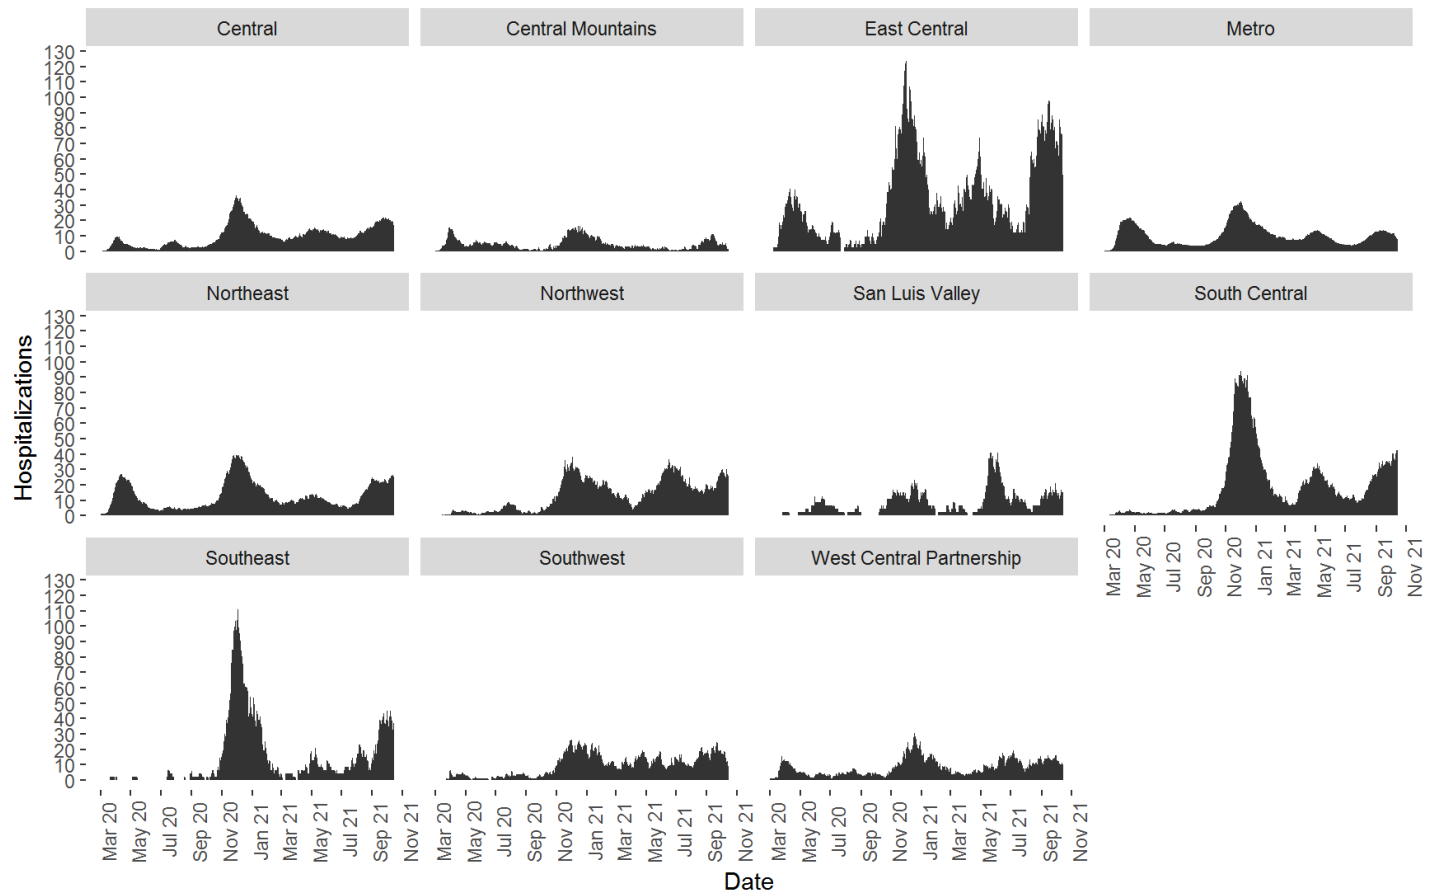 Central
Central Mountains
East Central
Metro
130
120
110
100
90
80
70
60
50
40
30
20
10
0
Northeast
Northwest
San Luis Valley
South Central
130
120
110
100
90
80
70
60
50
40
30
20
10
0
Hospitalizations
Mar 20
May 20
Jul 20
Sep 20
Nov 20
Jan 21
Mar 21
May 21
Jul 21
Sep 21
Nov 21
Southeast
Southwest
West Central Partnership
130
120
110
100
90
80
70
60
50
40
30
20
10
0
Mar 20
May 20
Jul 20
Sep 20
Nov 20
Jan 21
Mar 21
May 21
Jul 21
Sep 21
Nov 21
Mar 20
May 20
Jul 20
Sep 20
Nov 20
Jan 21
Mar 21
May 21
Jul 21
Sep 21
Nov 21
Mar 20
May 20
Jul 20
Sep 20
Nov 20
Jan 21
Mar 21
May 21
Jul 21
Sep 21
Nov 21
Date